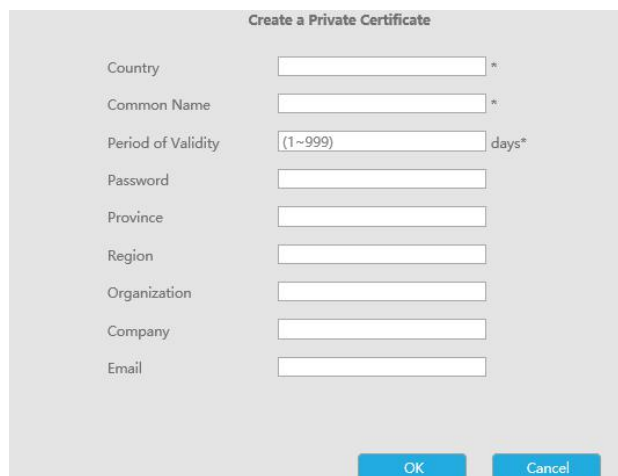 Create a Private Certificate
Country *
Common Name *
Period of Validity (1~999) days*
Password
Province
Region
Organization
Company
Email
OK Cancel